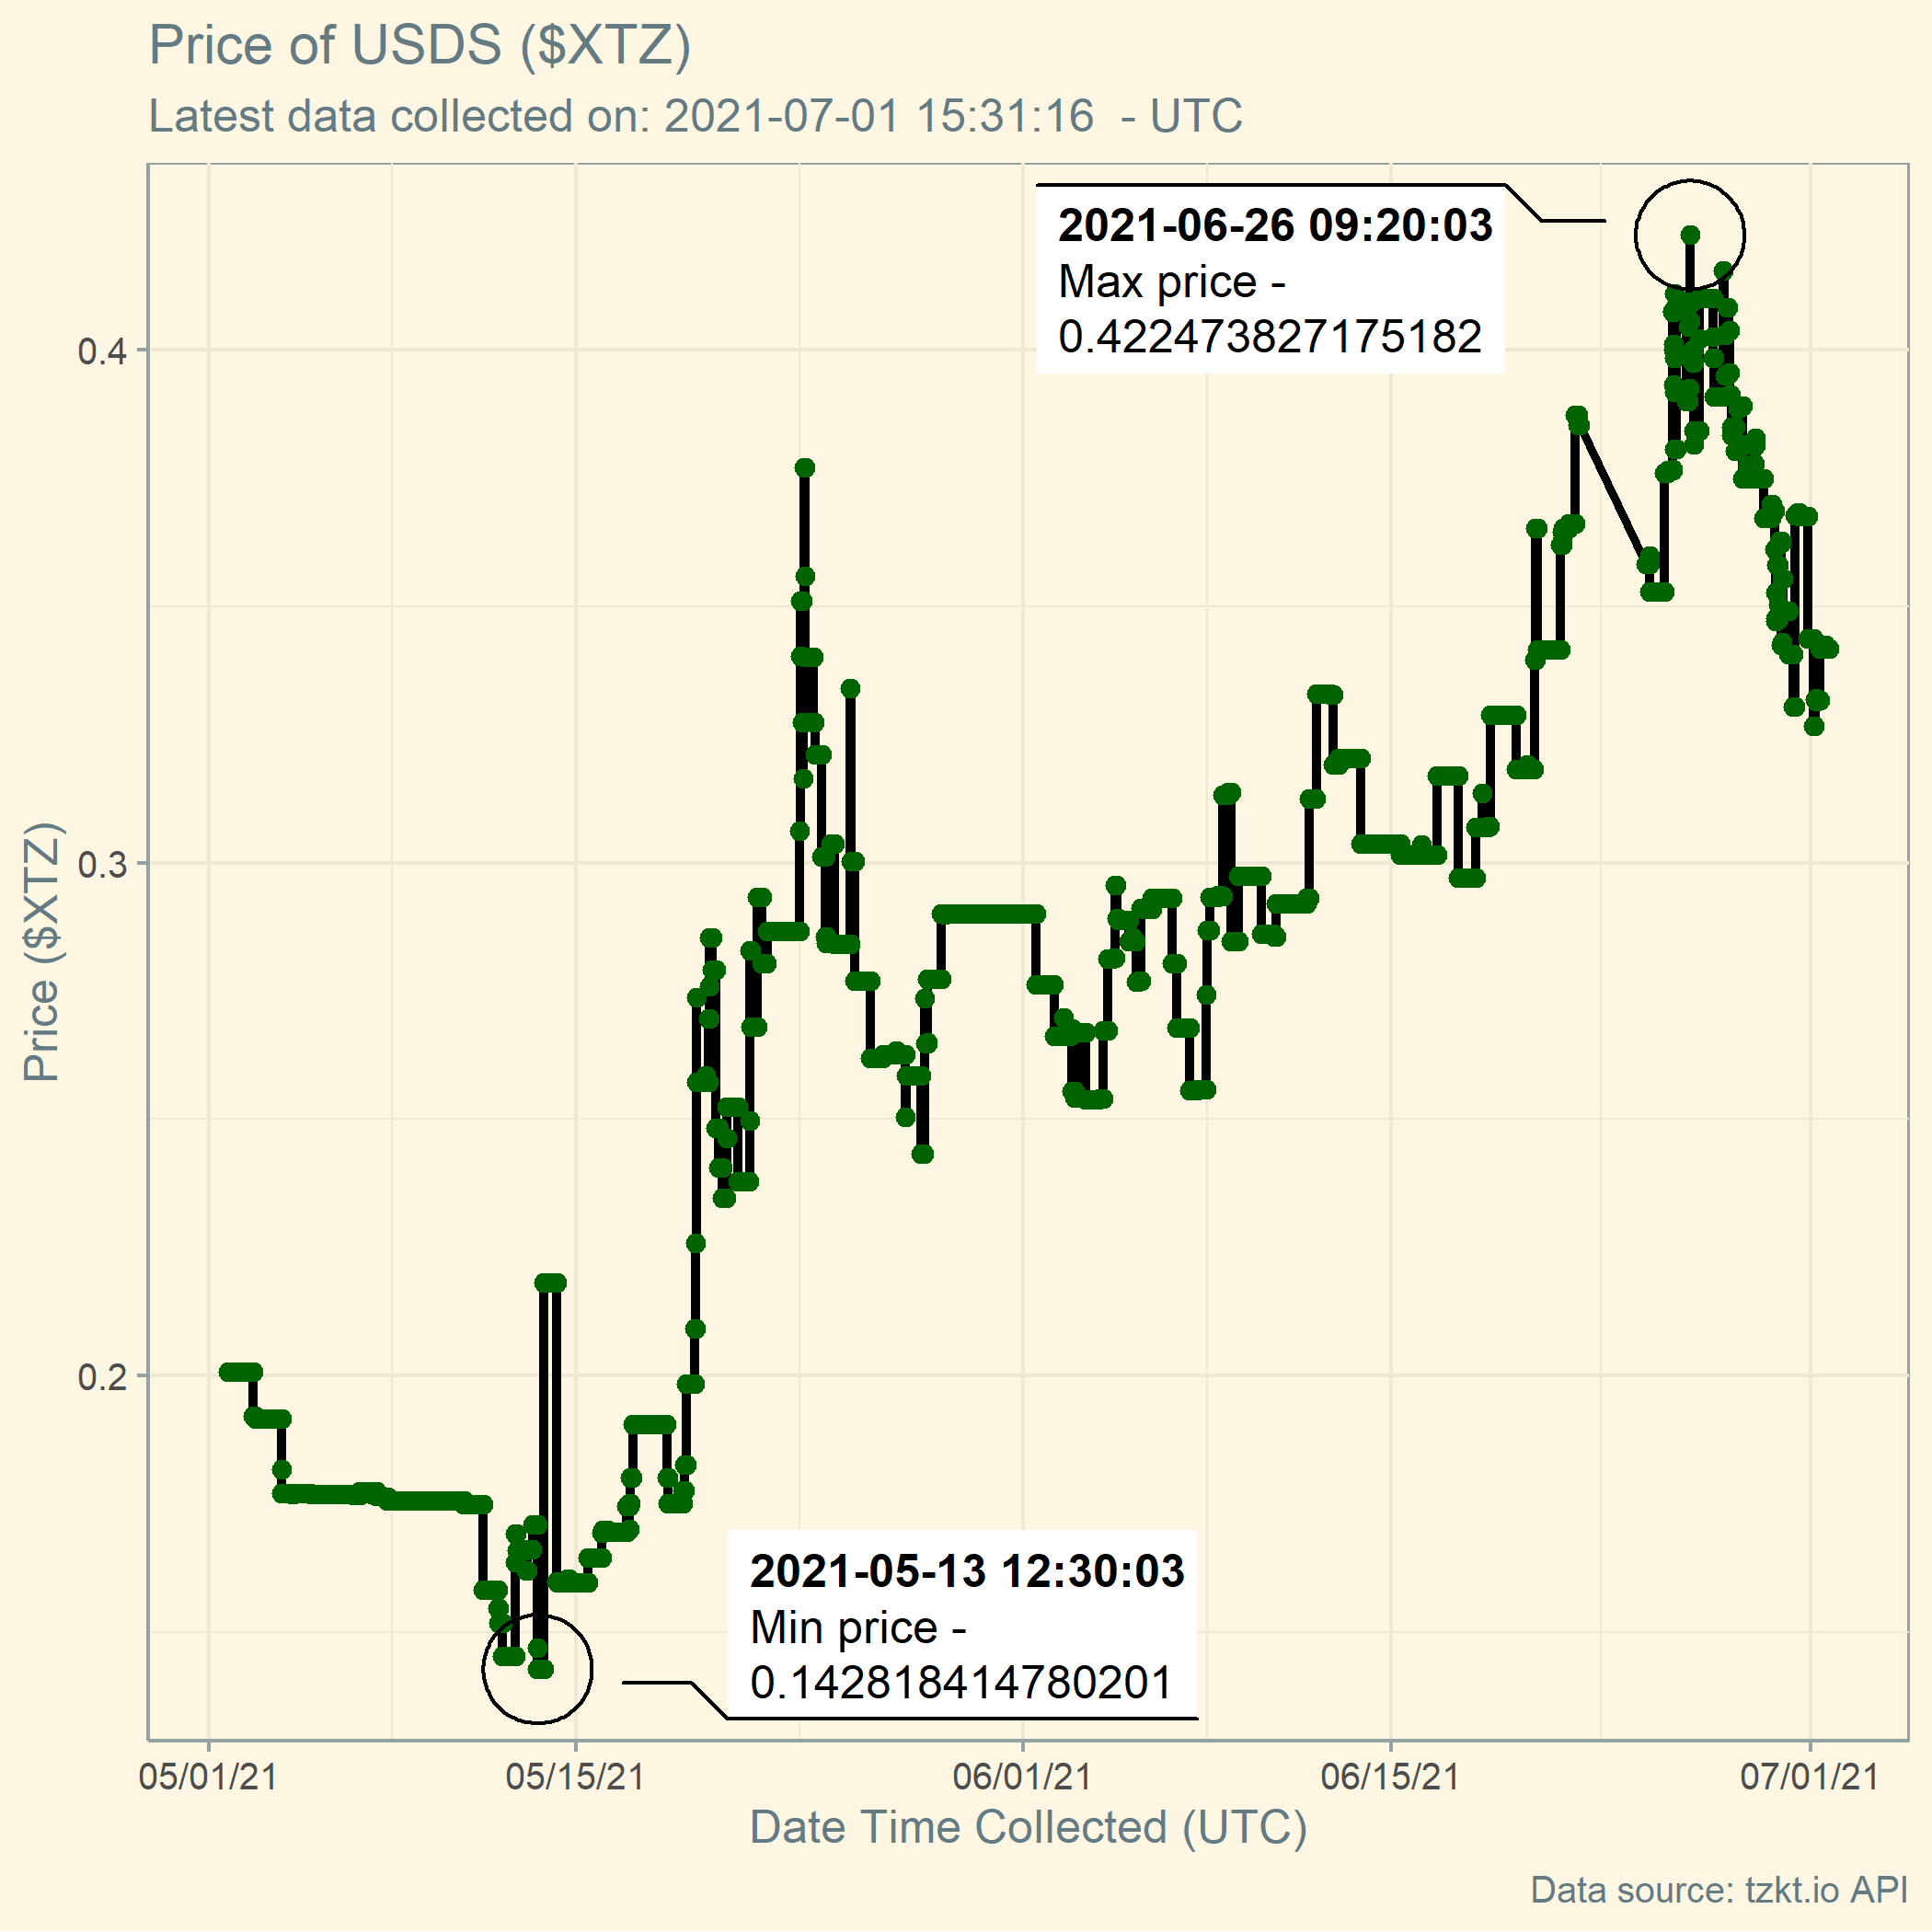 Price of USDS ($XTZ)
Latest data collected on: 2021-07-01 15:31:16  - UTC
2021-06-26 09:20:03
Max price -
0.422473827175182
0.4
0.3
0.2
Price ($XTZ)
2021-05-13 12:30:03
Min price -
0.142818414780201
05/01/21 05/15/21 06/01/21 06/15/21 07/01/21
Date Time Collected (UTC)
Data source: tzkt.io API